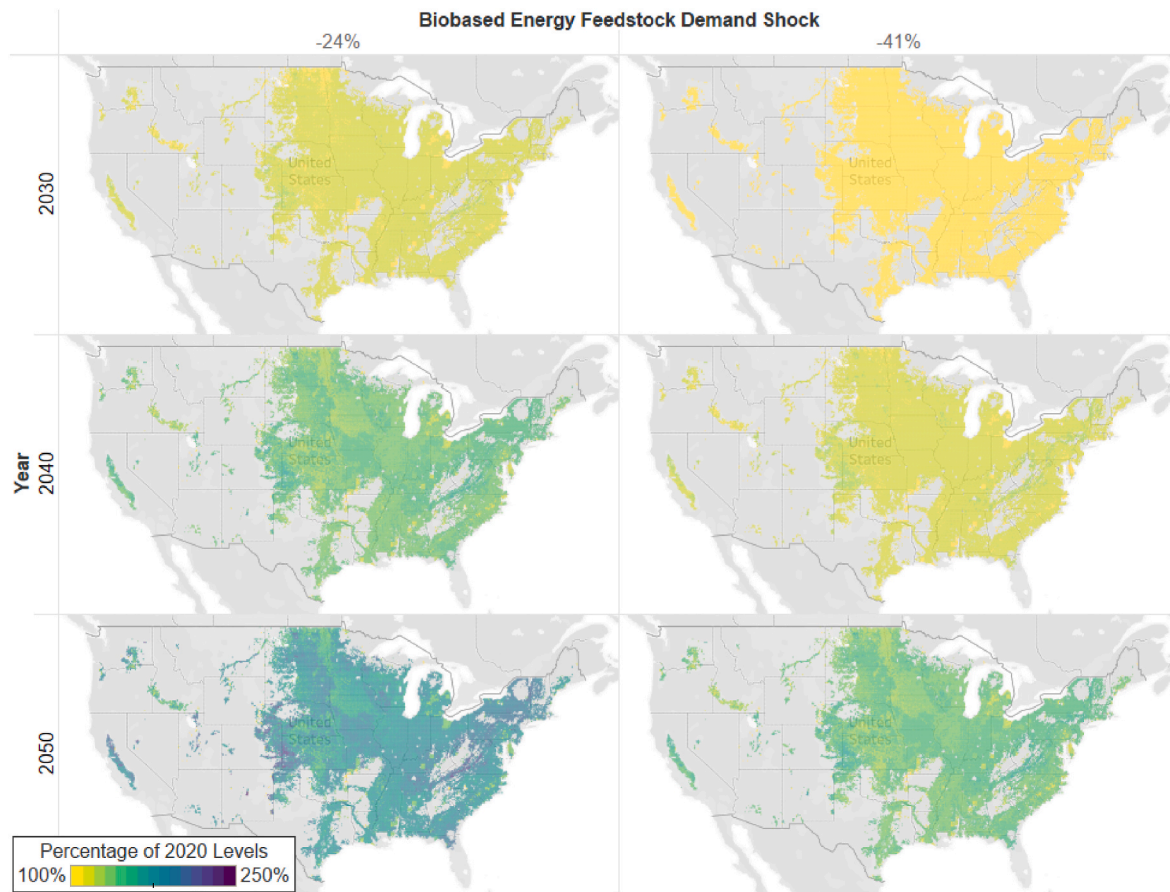 Biobased Energy Feedstock Demand Shock
-24%
-41%
United
States
United
States
2030
United
States
United
States
Year
2040
United
States
United
States
2050
Percentage of 2020 Levels
100%
250%